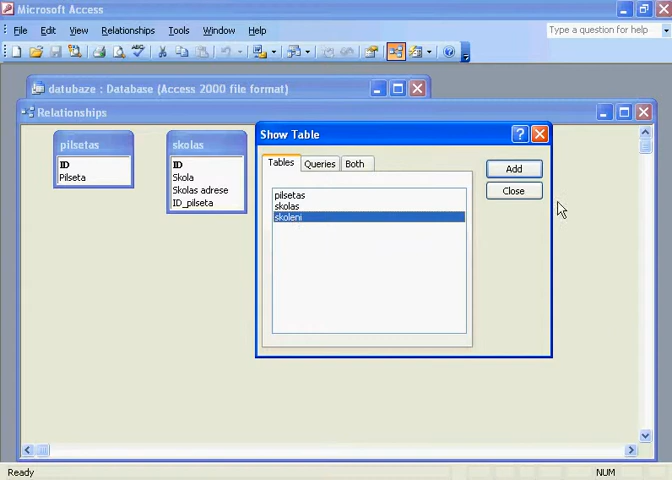 Microsoft Access
File Edit View Relationships Tools Window Help
Type a question for help
datubaze : Database (Access 2000 file format)
Relationships
pilsetas
ID
Pilseta
skolas
ID
Skola
Skolas adrese
ID_pilseta
Show Table
Tables Queries Both
pilsetas
skolas
skoleni
Add
Close
Ready
NUM